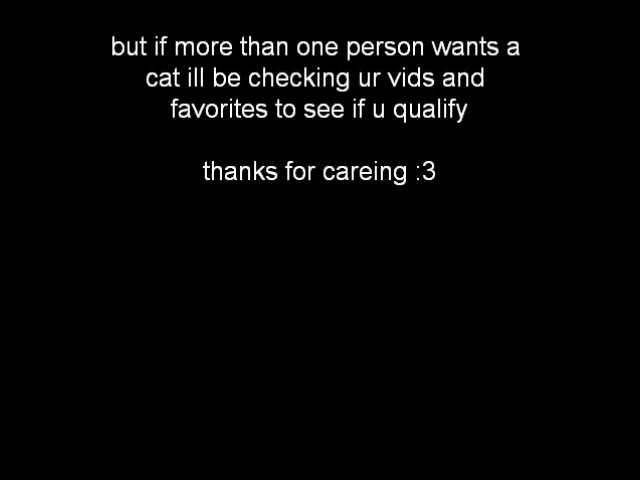 but if more than one person wants a
cat ill be checking ur vids and
favorites to see if u qualify
thanks for careing :3